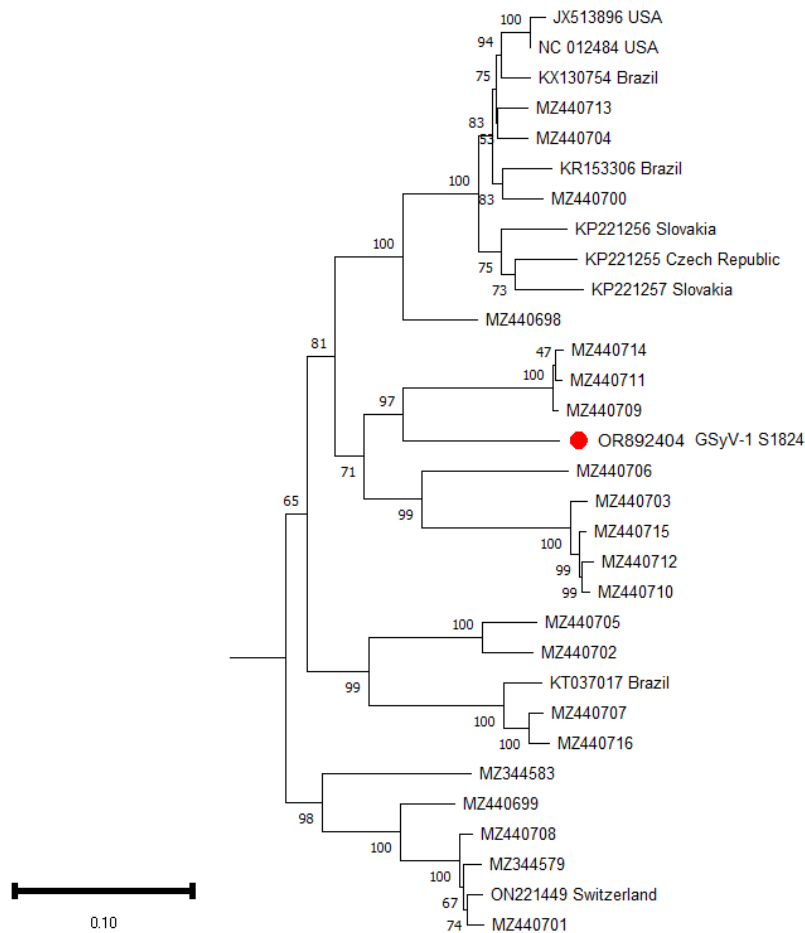 100
JX513896 USA
94
NC 012484 USA
75
KX130754 Brazil
MZ440713
83
53
MZ440704
KR153306 Brazil
100
83
MZ440700
KP221256 Slovakia
100
75
KP221255 Czech Republic
73
KP221257 Slovakia
MZ440698
81
47
MZ440714
100
MZ440711
97
MZ440709
OR892404 GSyV-1 S1824
71
MZ440706
65
99
MZ440703
100
MZ440715
99
MZ440712
99
MZ440710
100
MZ440705
MZ440702
99
KT037017 Brazil
100
MZ440707
100
MZ440716
MZ344583
98
MZ440699
100
MZ440708
100
MZ344579
67
ON221449 Switzerland
74
MZ440701
0.10